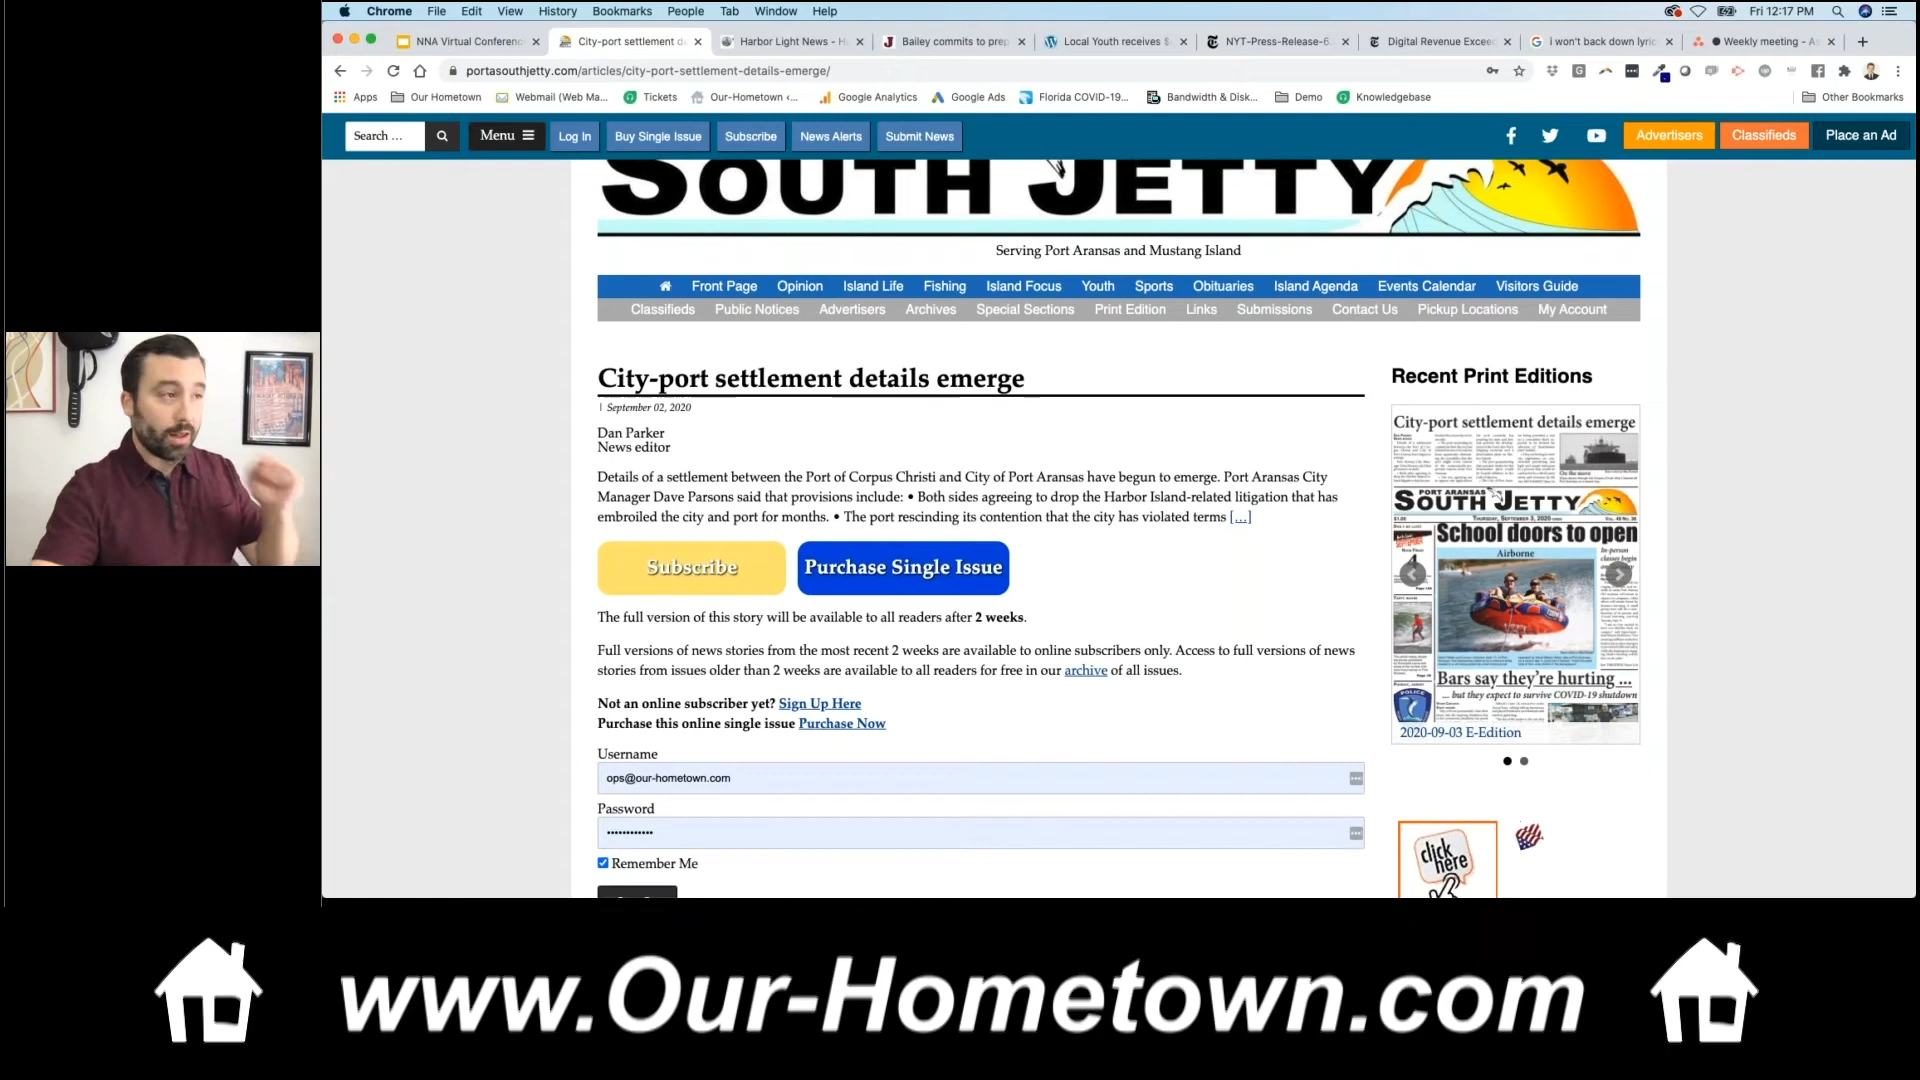 Chrome File Edit View History Bookmarks People Tab Window Help Fri 12:17 PM
NNA Virtual Conferenc City-port settlement d Harbor Light News - H Bailey commits to prep Local Youth receives $ NYT-Press-Release-6. Digital Revenue Excee i won't back down lyric Weekly meeting - A
portasouthjetty.com/articles/city-port-settlement-details-emerge/
Apps Our Hometown Webmail (Web Ma... Tickets Our-Hometown ‹... Google Analytics Google Ads Florida COVID-19... Bandwidth & Disk... Demo Knowledgebase Other Bookmarks
Search ... Menu Log In Buy Single Issue Subscribe News Alerts Submit News Advertisers Classifieds Place an Ad
SOUTH JETTY
Serving Port Aransas and Mustang Island
Front Page Opinion Island Life Fishing Island Focus Youth Sports Obituaries Island Agenda Events Calendar Visitors Guide
Classifieds Public Notices Advertisers Archives Special Sections Print Edition Links Submissions Contact Us Pickup Locations My Account
City-port settlement details emerge
| September 02, 2020
Dan Parker
News editor
Details of a settlement between the Port of Corpus Christi and City of Port Aransas have begun to emerge. Port Aransas City
Manager Dave Parsons said that provisions include: • Both sides agreeing to drop the Harbor Island-related litigation that has
embroiled the city and port for months. • The port rescinding its contention that the city has violated terms [...]
Subscribe Purchase Single Issue
The full version of this story will be available to all readers after 2 weeks.
Full versions of news stories from the most recent 2 weeks are available to online subscribers only. Access to full versions of news
stories from issues older than 2 weeks are available to all readers for free in our archive of all issues.
Not an online subscriber yet? Sign Up Here
Purchase this online single issue Purchase Now
Username
ops@our-hometown.com
Password
••••••••••••
Remember Me
Recent Print Editions
City-port settlement details emerge
On the move
PORT ARANSAS
SOUTH JETTY
$1.00 THURSDAY, SEPTEMBER 3, 2020
School doors to open
Airborne
In-person
classes begin
Bars say they're hurting ...
... but they expect to survive COVID-19 shutdown
POLICE
2020-09-03 E-Edition
click
here
www.Our-Hometown.com